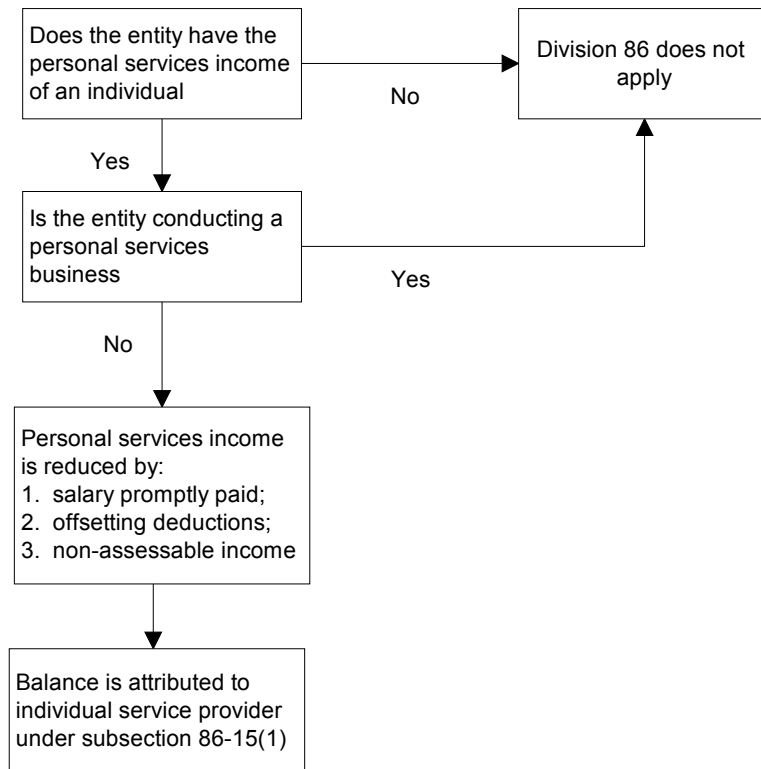 Does the entity have the
personal services income
of an individual
Division 86 does not
apply
No
Yes
Is the entity conducting a
personal services
business
Yes
No
Personal services income
is reduced by:
1. salary promptly paid;
2. offsetting deductions;
3. non-assessable income
Balance is attributed to
individual service provider
under subsection 86-15(1)